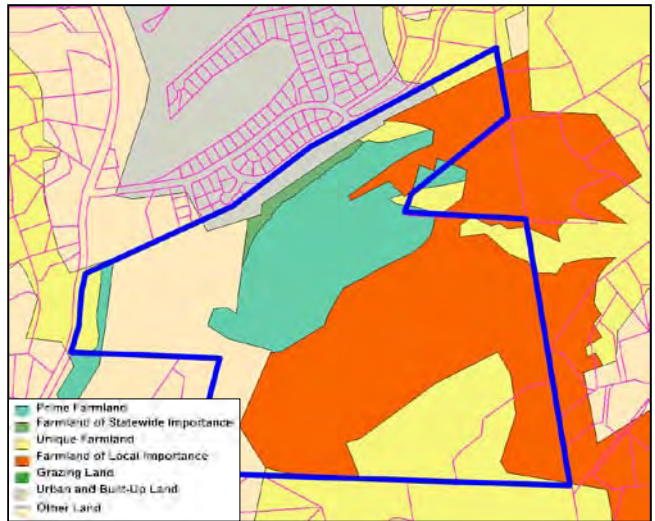 Prime Farmland
Farmland of Statewide Importance
Unique Farmland
Farmland of Local Importance
Grazing Land
Urban and Built-Up Land
Other Land